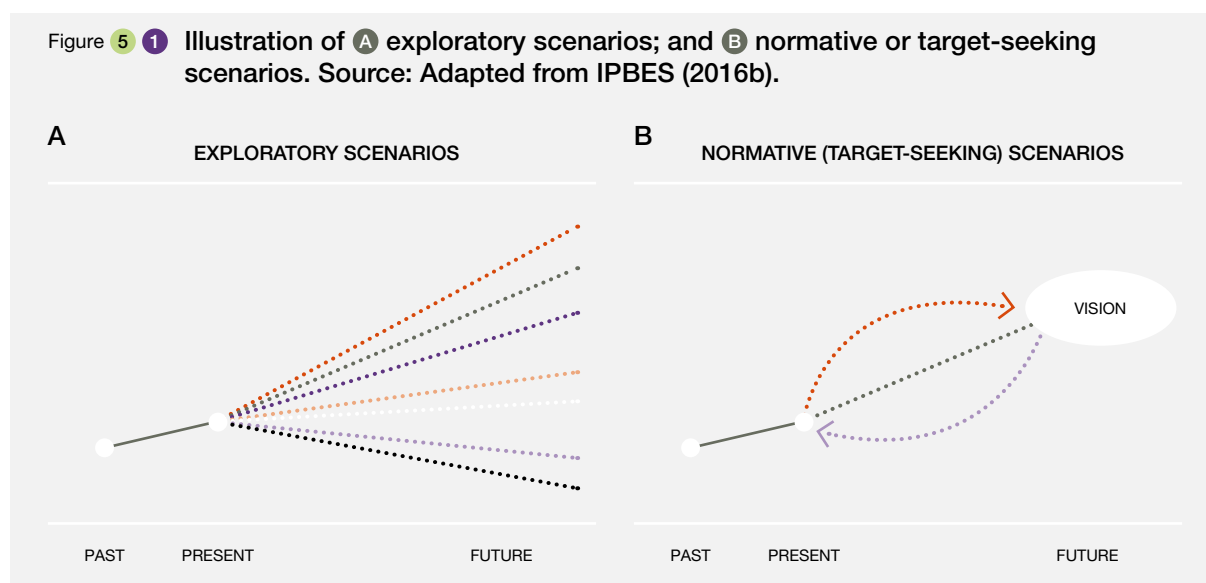 Figure 5 1 Illustration of A exploratory scenarios; and B normative or target-seeking
scenarios. Source: Adapted from IPBES (2016b).
A
EXPLORATORY SCENARIOS
PAST PRESENT FUTURE
B
NORMATIVE (TARGET-SEEKING) SCENARIOS
VISION
PAST PRESENT FUTURE